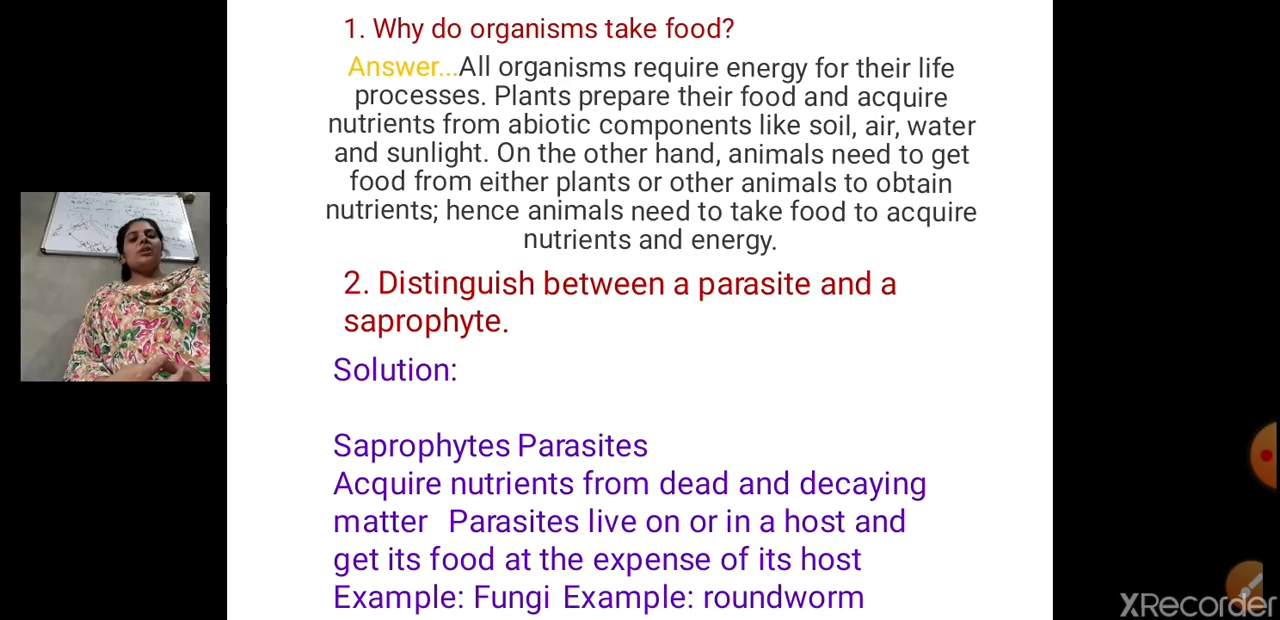 1. Why do organisms take food?
Answer...All organisms require energy for their life
processes. Plants prepare their food and acquire
nutrients from abiotic components like soil, air, water
and sunlight. On the other hand, animals need to get
food from either plants or other animals to obtain
nutrients; hence animals need to take food to acquire
nutrients and energy.
2. Distinguish between a parasite and a
saprophyte.
Solution:
Saprophytes Parasites
Acquire nutrients from dead and decaying
matter Parasites live on or in a host and
get its food at the expense of its host
Example: Fungi Example: roundworm
XRecorder